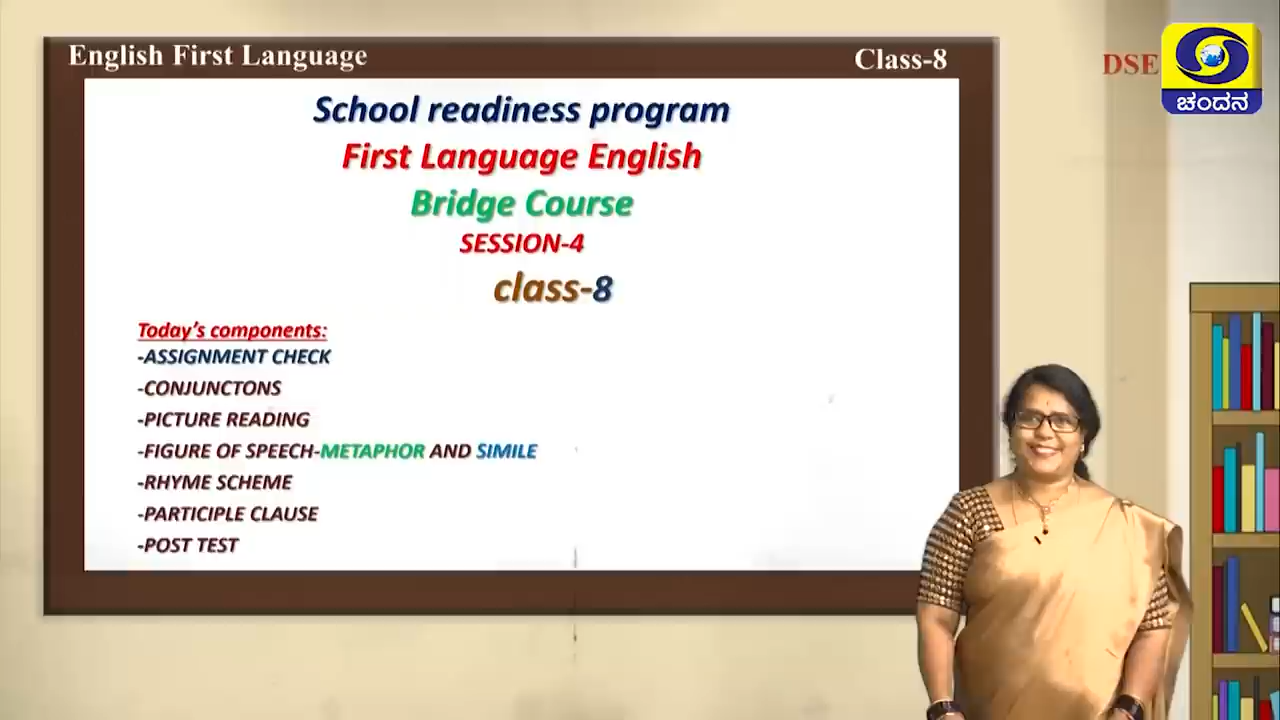 English First Language
Class-8
DSE
ಚಂದನ
School readiness program
First Language English
Bridge Course
SESSION-4
class-8
Today's components:
-ASSIGNMENT CHECK
-CONJUNCTONS
-PICTURE READING
-FIGURE OF SPEECH-METAPHOR AND SIMILE
-RHYME SCHEME
-PARTICIPLE CLAUSE
-POST TEST